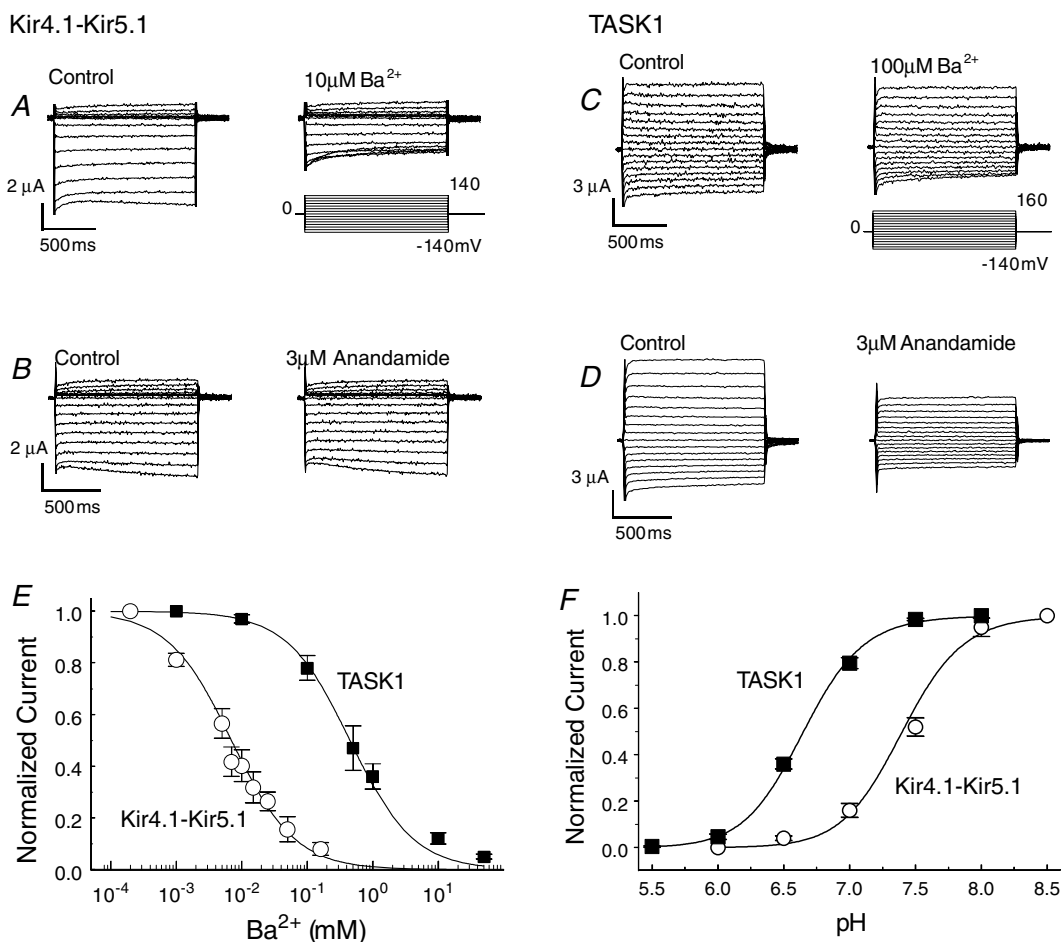 Kir4.1-Kir5.1
TASK1
A
Control
10μM Ba2+
2 μA
500ms
0
140
-140mV
C
Control
100μM Ba2+
3 μA
500ms
0
160
-140mV
B
Control
3μM Anandamide
2 μA
500ms
D
Control
3μM Anandamide
3 μA
500ms
E
Normalized Current
1.0
0.8
0.6
0.4
0.2
0.0
TASK1
Kir4.1-Kir5.1
10-4 10-3 10-2 10-1 100 101
Ba2+ (mM)
F
Normalized Current
1.0
0.8
0.6
0.4
0.2
0.0
TASK1
Kir4.1-Kir5.1
5.5 6.0 6.5 7.0 7.5 8.0 8.5
pH